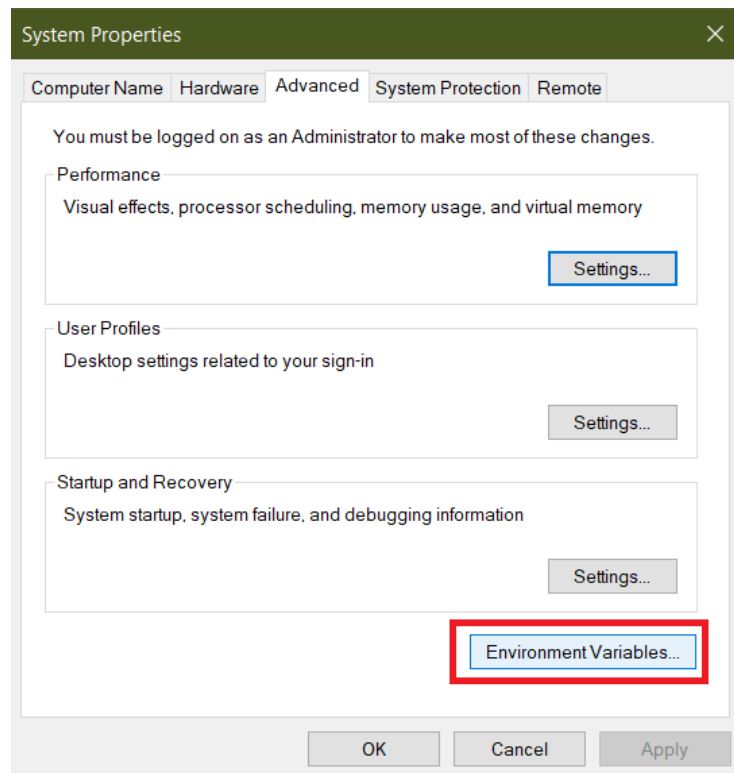 System Properties
Computer Name Hardware Advanced System Protection Remote
You must be logged on as an Administrator to make most of these changes.
Performance
Visual effects, processor scheduling, memory usage, and virtual memory
Settings...
User Profiles
Desktop settings related to your sign-in
Settings...
Startup and Recovery
System startup, system failure, and debugging information
Settings...
Environment Variables...
OK Cancel Apply